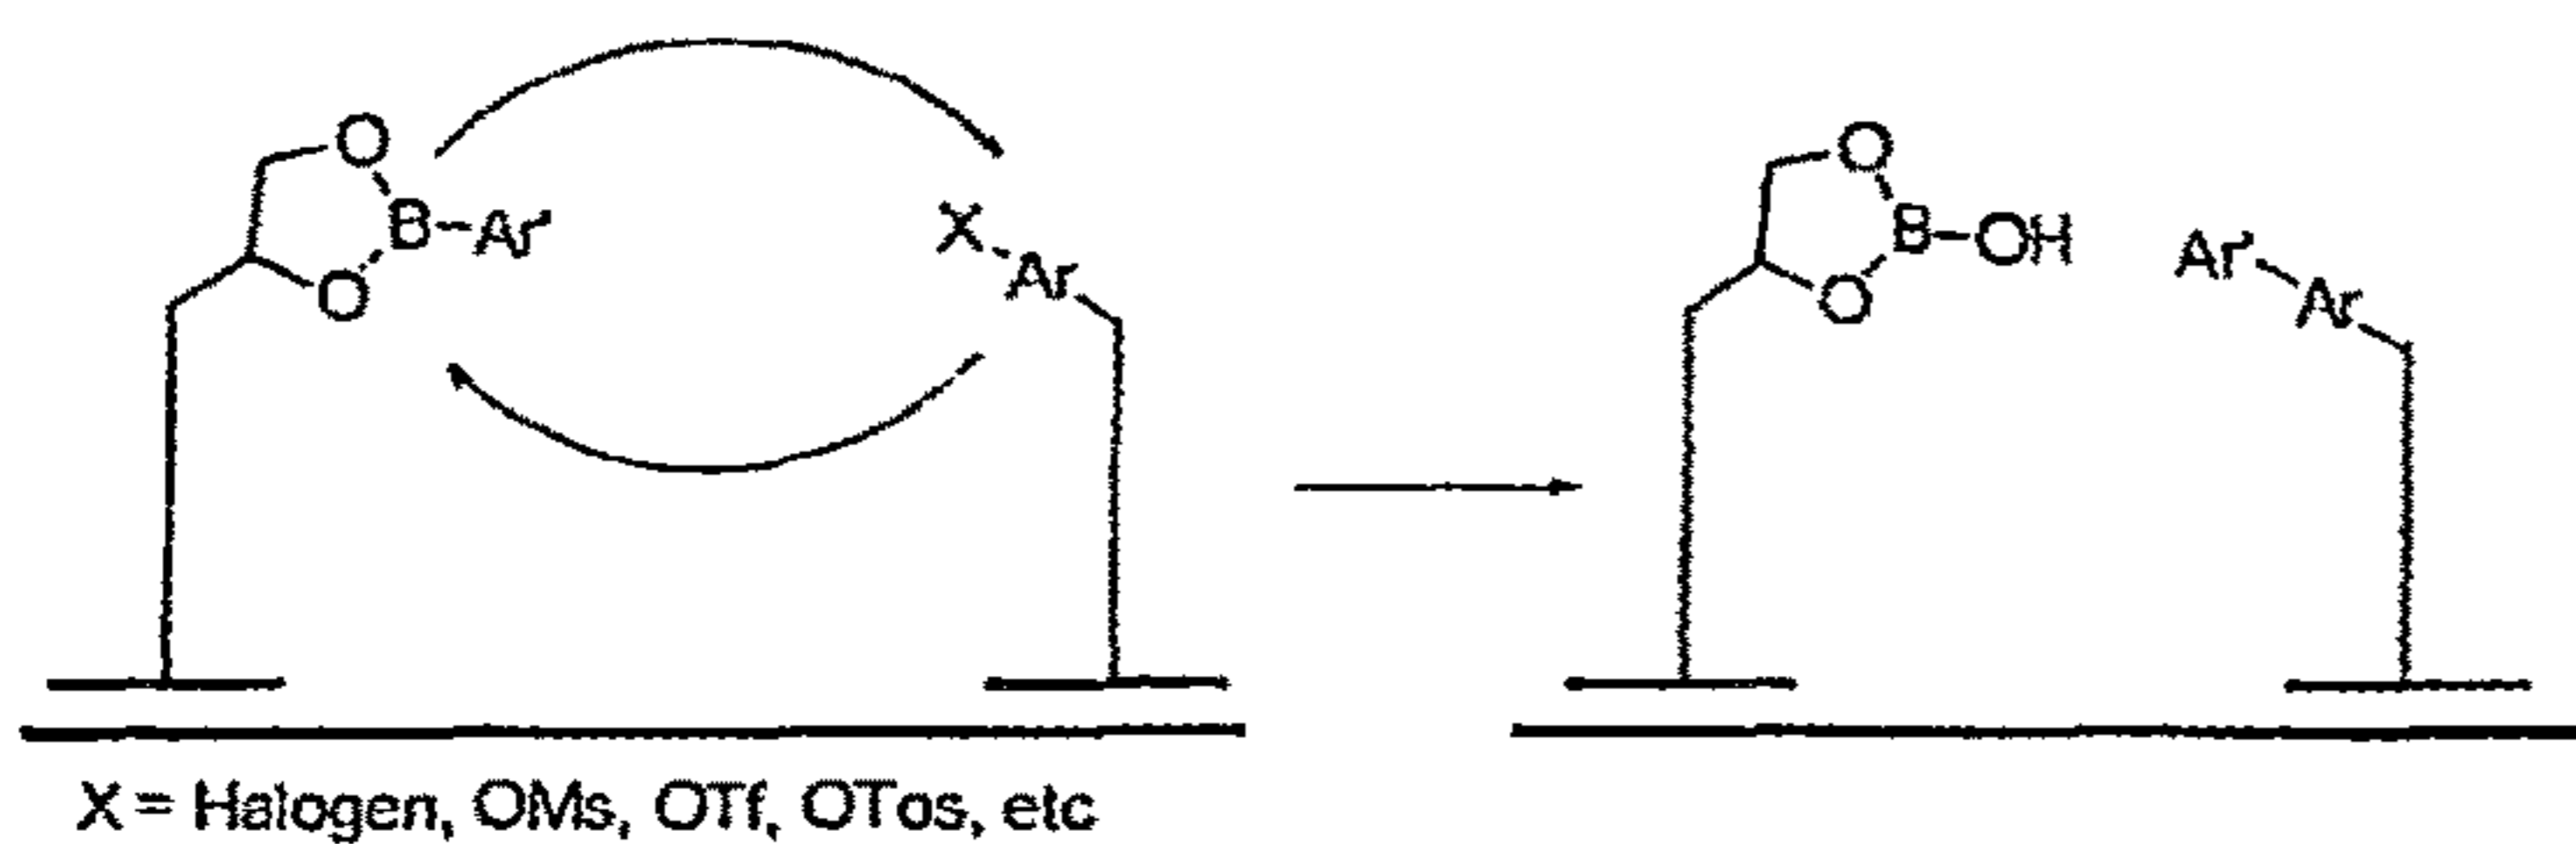 O
B-Ar'
O
X
Ar
O
B-OH
O
Ar'
Ar
X = Halogen, OMs, OTf, OTos, etc